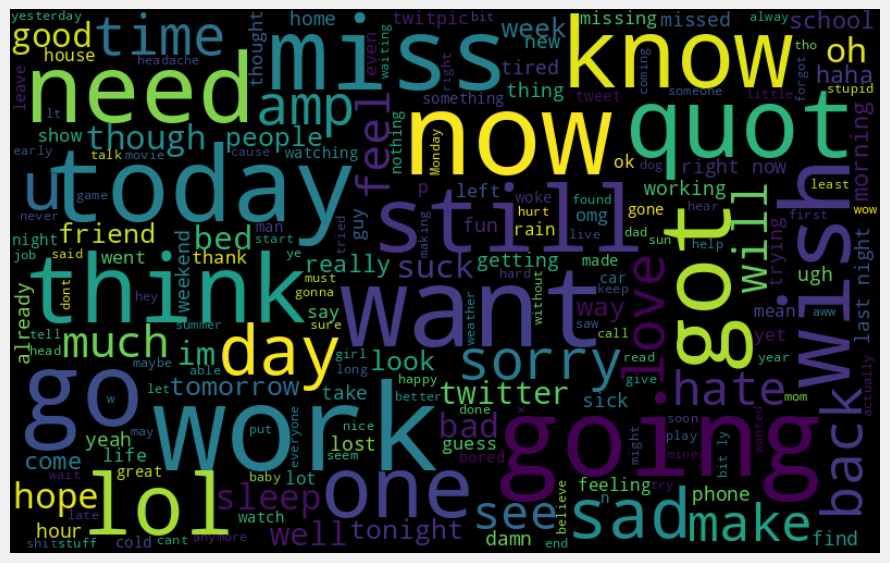 yesterday
good
time
home
twitpic
bit
week
missing
missed
alway
school
house
headache
thought
miss
even
waiting
right
new
tired
know
coming
someone
tho
forgot
oh
haha
stupid
leave
need
amp
feel
something
thing
tweet
little
quot
morning
show
though
people
nothing
now
Monday
ok
dog
right now
early
talk
movie
cause
watching
lt
u
today
p
left
woke
hurt
gone
working
hear
least
wow
never
game
man
tried
guy
still
fun
omg
rain
found
live
dad
sun
help
got
will
first
trying
wish
night
friend
bed
start
making
job
said
went
thank
ye
really
suck
getting
hard
made
car
keep
ugh
last night
mean
think
weekend
dont
hey
must
gonna
say
sure
want
without
way
love
yet
aww
already
tell
head
much
summer
maybe
im
able
day
girl
long
look
weather
saw
call
sorry
read
give
year
actually
go
w
let
tomorrow
take
happy
better
twitter
sick
hate
mom
back
may
work
put
everyone
nice
done
x
bad
going
soon
play
wanted
yeah
come
life
seem
lost
guess
bored
might
mine
bit ly
wait
great
baby
lot
one
feeling
n
try
phone
hope
lol
sleep
watch
see
believe
sad
make
hour
late
well
tonight
damn
end
find
shit
stuff
cold
cant
anymore